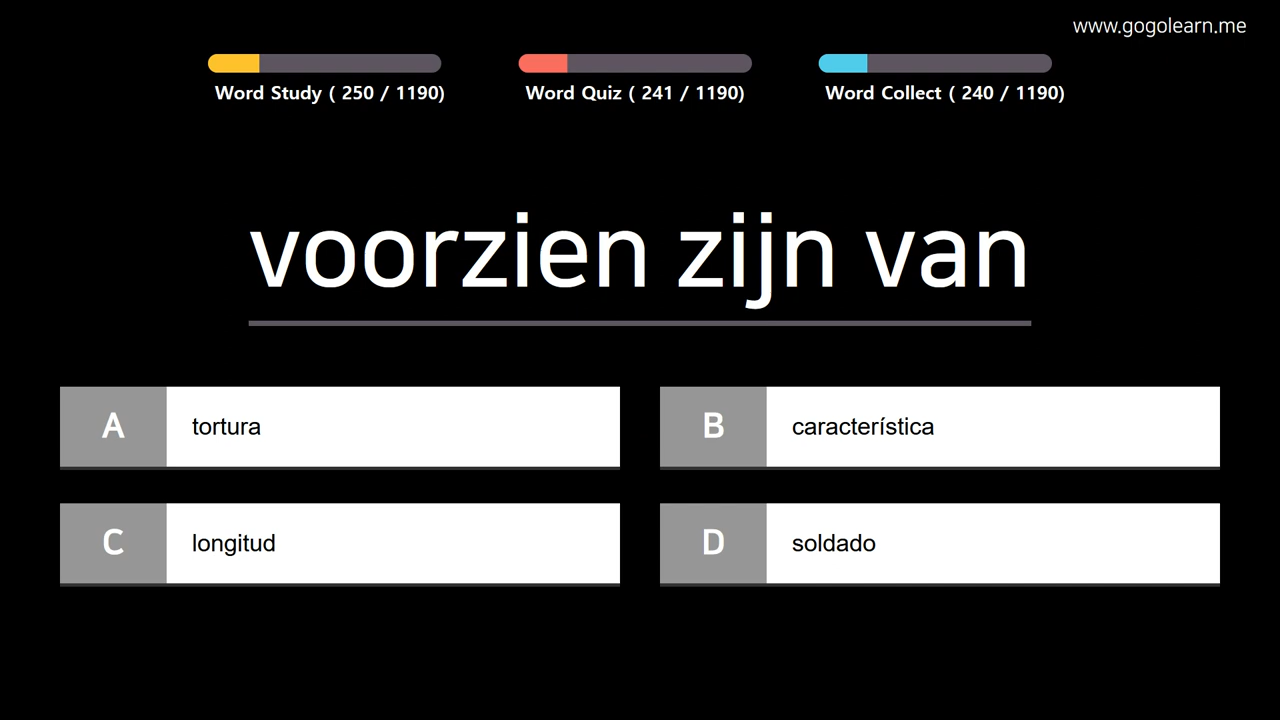 www.gogolearn.me
Word Study ( 250 / 1190)
Word Quiz ( 241 / 1190)
Word Collect ( 240 / 1190)
voorzien zijn van
A
tortura
B
característica
C
longitud
D
soldado